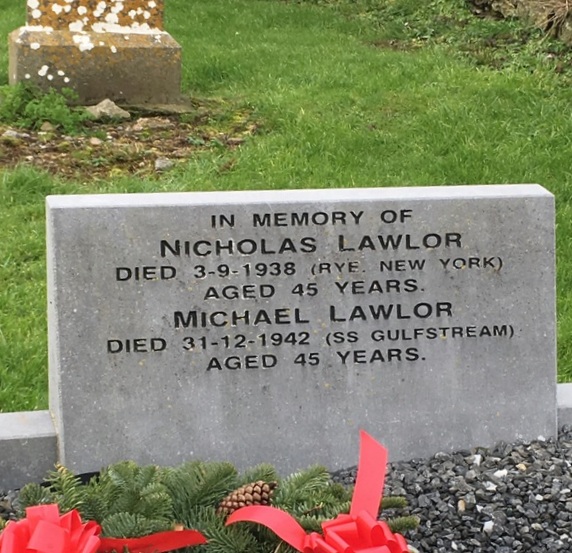 IN MEMORY OF
NICHOLAS LAWLOR
DIED 3-9-1938 (RYE. NEW YORK)
AGED 45 YEARS.
MICHAEL LAWLOR
DIED 31-12-1942 (SS GULFSTREAM)
AGED 45 YEARS.